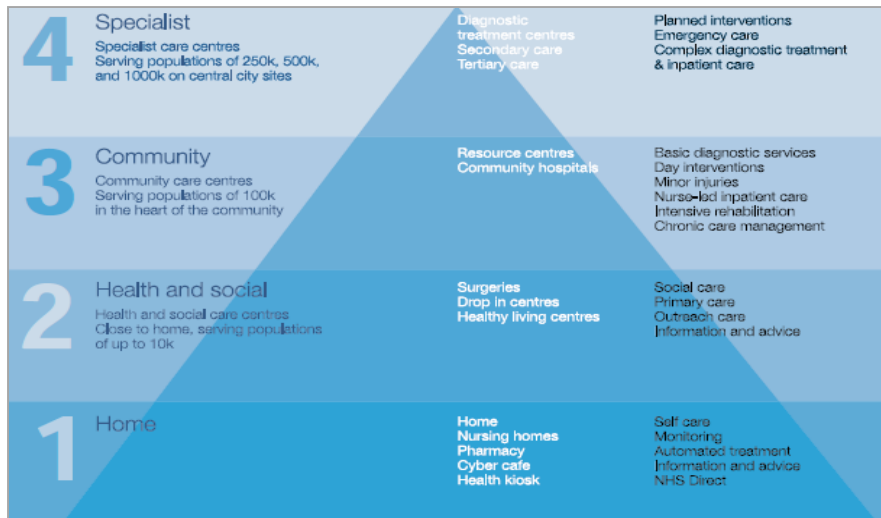 4
Specialist
Specialist care centres
Serving populations of 250k, 500k,
and 1000k on central city sites
Diagnostic
treatment centres
Secondary care
Tertiary care
Planned interventions
Emergency care
Complex diagnostic treatment
& inpatient care
3
Community
Community care centres
Serving populations of 100k
in the heart of the community
Resource centres
Community hospitals
Basic diagnostic services
Day interventions
Minor injuries
Nurse-led inpatient care
Intensive rehabilitation
Chronic care management
2
Health and social
Health and social care centres
Close to home, serving populations
of up to 10k
Surgeries
Drop in centres
Healthy living centres
Social care
Primary care
Outreach care
Information and advice
1
Home
Home
Nursing homes
Pharmacy
Cyber cafe
Health kiosk
Self care
Monitoring
Automated treatment
Information and advice
NHS Direct